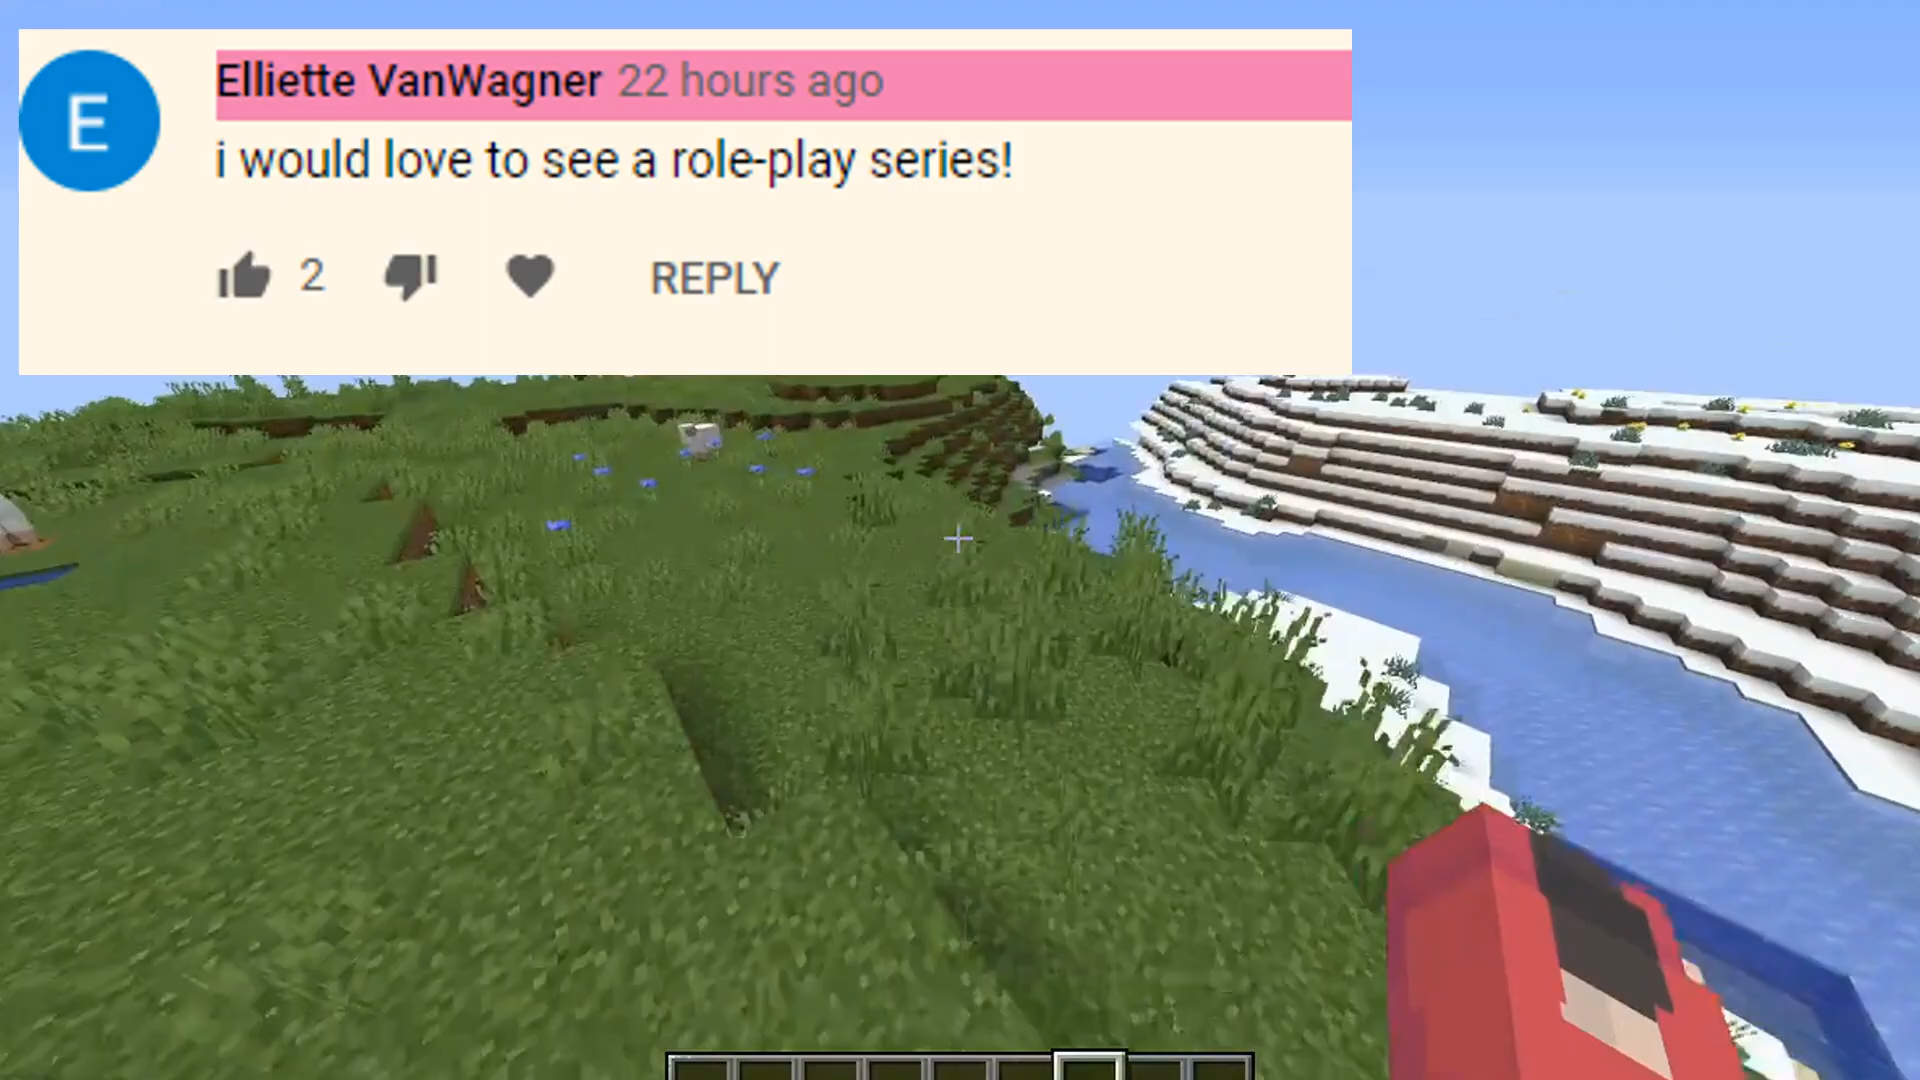 E
Elliette VanWagner 22 hours ago
i would love to see a role-play series!
2 REPLY